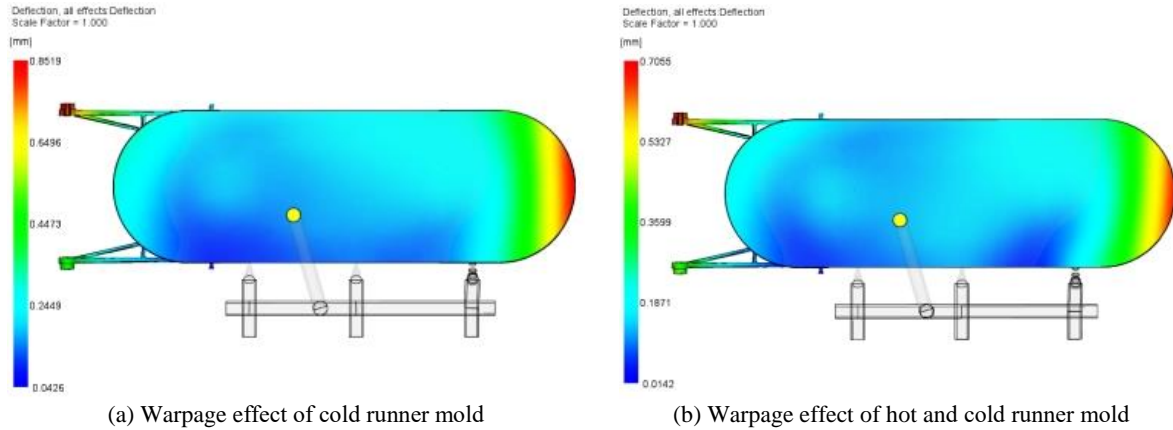 Deflection, all effects:Deflection
Scale Factor = 1.000
[mm]
0.8519
0.6496
0.4473
0.2449
0.0426
(a) Warpage effect of cold runner mold
Deflection, all effects:Deflection
Scale Factor = 1.000
[mm]
0.7055
0.5327
0.3599
0.1871
0.0142
(b) Warpage effect of hot and cold runner mold